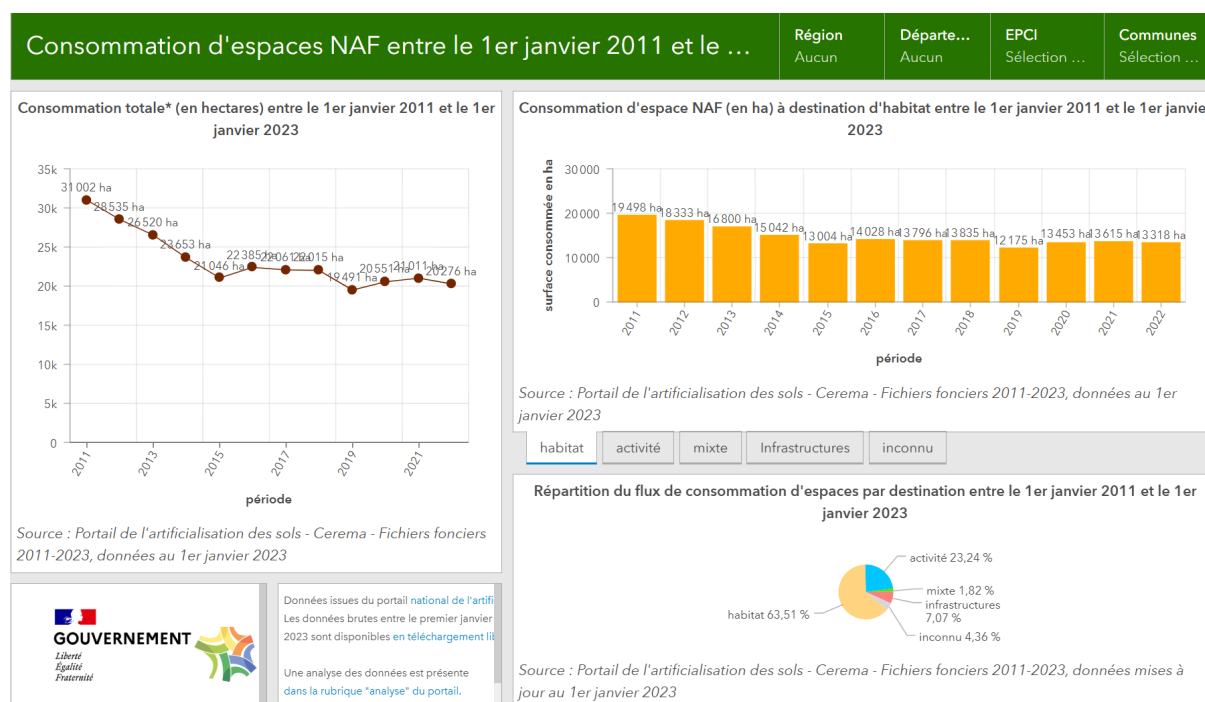 Consommation d'espaces NAF entre le 1er janvier 2011 et le ...
Région
Aucun
Départe...
Aucun
EPCI
Sélection ...
Communes
Sélection ...
Consommation totale* (en hectares) entre le 1er janvier 2011 et le 1er
janvier 2023
35k
30k
25k
20k
15k
10k
5k
0
31 002 ha
28 535 ha
26 520 ha
23 653 ha
21 046 ha
22 385 ha
22 061 ha
22 015 ha
19 491 ha
20 551 ha
21 011 ha
20 276 ha
2011
2013
2015
2017
2019
2021
période
Source : Portail de l'artificialisation des sols - Cerema - Fichiers fonciers
2011-2023, données au 1er janvier 2023
Consommation d'espace NAF (en ha) à destination d'habitat entre le 1er janvier 2011 et le 1er janvie
2023
surface consommée en ha
30 000
20 000
10 000
0
19 498 ha
18 333 ha
16 800 ha
15 042 ha
13 004 ha
14 028 ha
13 796 ha
13 835 ha
12 175 ha
13 453 ha
13 615 ha
13 318 ha
2011
2012
2013
2014
2015
2016
2017
2018
2019
2020
2021
2022
période
Source : Portail de l'artificialisation des sols - Cerema - Fichiers fonciers 2011-2023, données au 1er
janvier 2023
habitat
activité
mixte
Infrastructures
inconnu
Répartition du flux de consommation d'espaces par destination entre le 1er janvier 2011 et le 1er
janvier 2023
activité 23,24 %
mixte 1,82 %
infrastructures
7,07 %
inconnu 4,36 %
habitat 63,51 %
Source : Portail de l'artificialisation des sols - Cerema - Fichiers fonciers 2011-2023, données mises à
jour au 1er janvier 2023
GOUVERNEMENT
Liberté
Égalité
Fraternité
Données issues du portail national de l'artifi
Les données brutes entre le premier janvier
2023 sont disponibles en téléchargement li
Une analyse des données est présente
dans la rubrique "analyse" du portail.